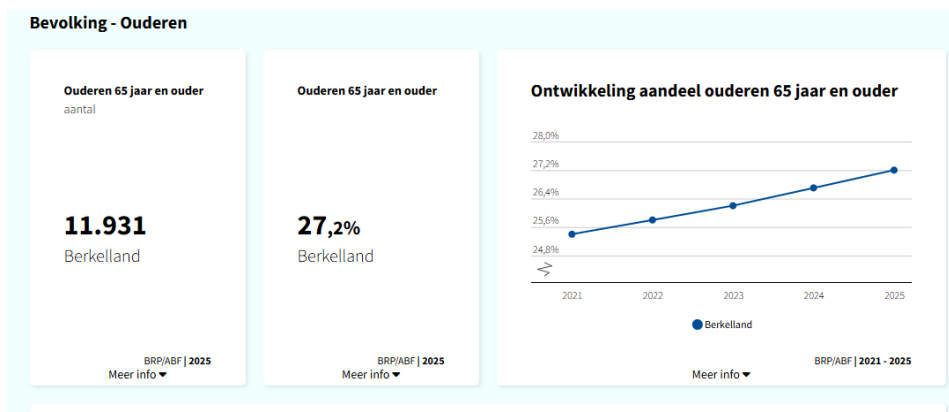 Bevolking - Ouderen
Ouderen 65 jaar en ouder
aantal
11.931
Berkelland
BRP/ABF | 2025
Meer info
Ouderen 65 jaar en ouder
27,2%
Berkelland
BRP/ABF | 2025
Meer info
Ontwikkeling aandeel ouderen 65 jaar en ouder
28,0%
27,2%
26,4%
25,6%
24,8%
2021 2022 2023 2024 2025
Berkelland
BRP/ABF | 2021 - 2025
Meer info